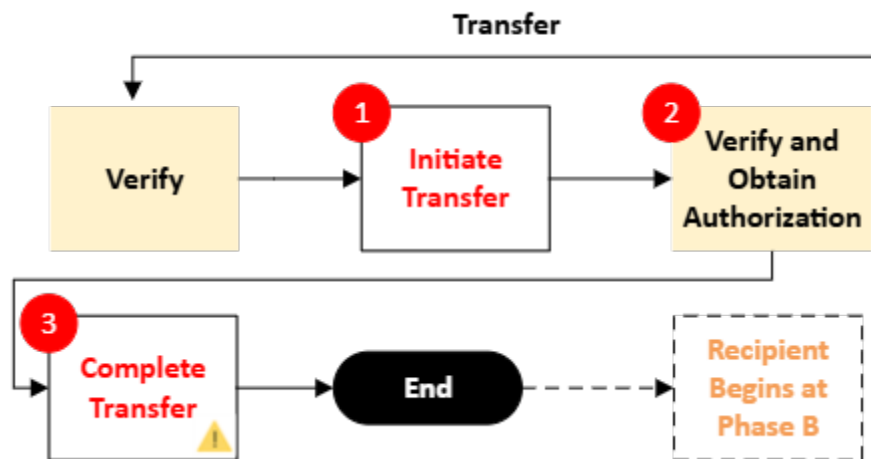 Transfer
Verify
1
Initiate
Transfer
2
Verify and
Obtain
Authorization
3
Complete
Transfer
!
End
Recipient
Begins at
Phase B